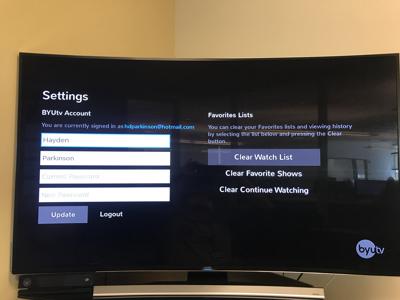 Settings
BYUtv Account
You are currently signed in as:hdparkinson@hotmail.com
Hayden
Parkinson
Current Password
New Password
Update Logout
Favorites Lists
You can clear your Favorites lists and viewing history
by selecting the list below and pressing the Clear
button.
Clear Watch List
Clear Favorite Shows
Clear Continue Watching
byutv